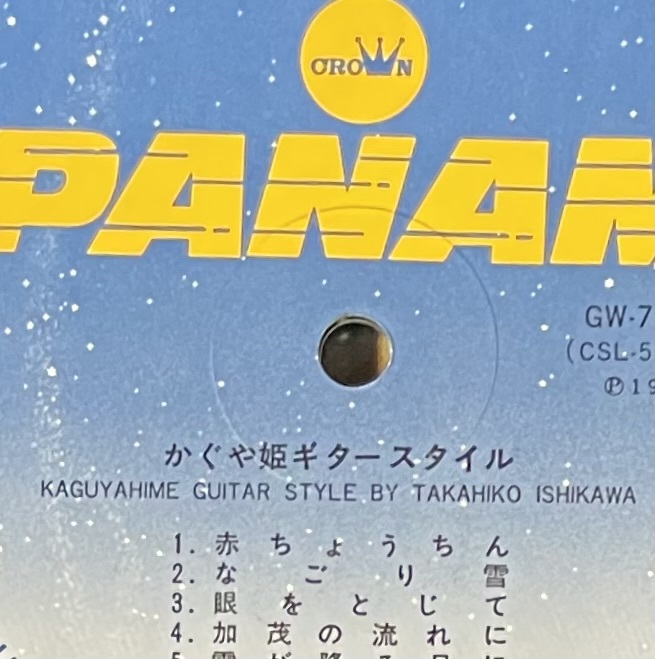 CROWN
PANAM
GW-7
(CSL-5
Ⓟ19
かぐや姫ギタースタイル
KAGUYAHIME GUITAR STYLE BY TAKAHIKO ISHIKAWA
1. 赤ちょうちん
2. なごり雪
3. 眼をとじて
4. 加茂の流れに